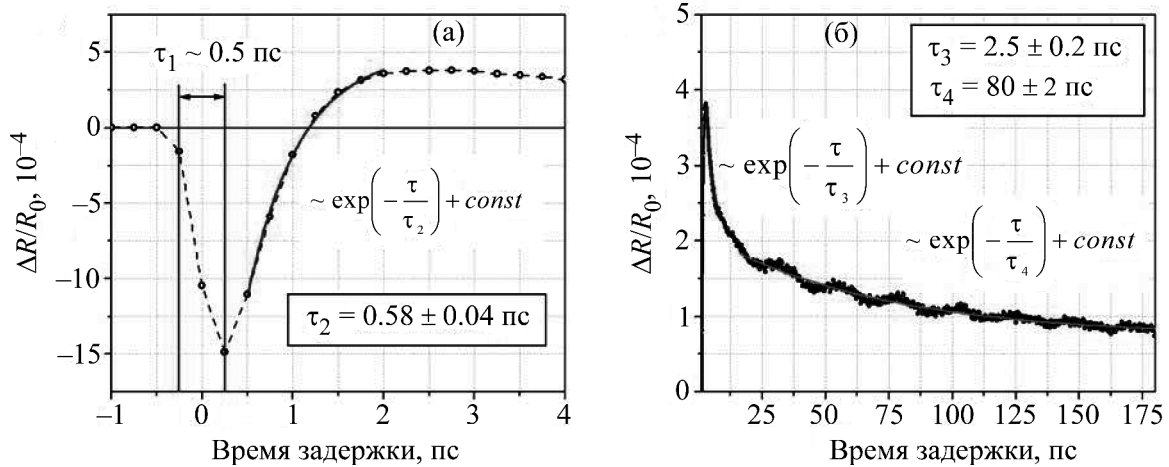 (а)
τ₁ ~ 0.5 пс
5
0
−5
−10
−15
ΔR/R₀, 10⁻⁴
~ exp(−τ/τ₂) + const
τ₂ = 0.58 ± 0.04 пс
−1 0 1 2 3 4
Время задержки, пс
(б)
τ₃ = 2.5 ± 0.2 пс
τ₄ = 80 ± 2 пс
5
4
3
2
1
0
ΔR/R₀, 10⁻⁴
~ exp(−τ/τ₃) + const
~ exp(−τ/τ₄) + const
25 50 75 100 125 150 175
Время задержки, пс